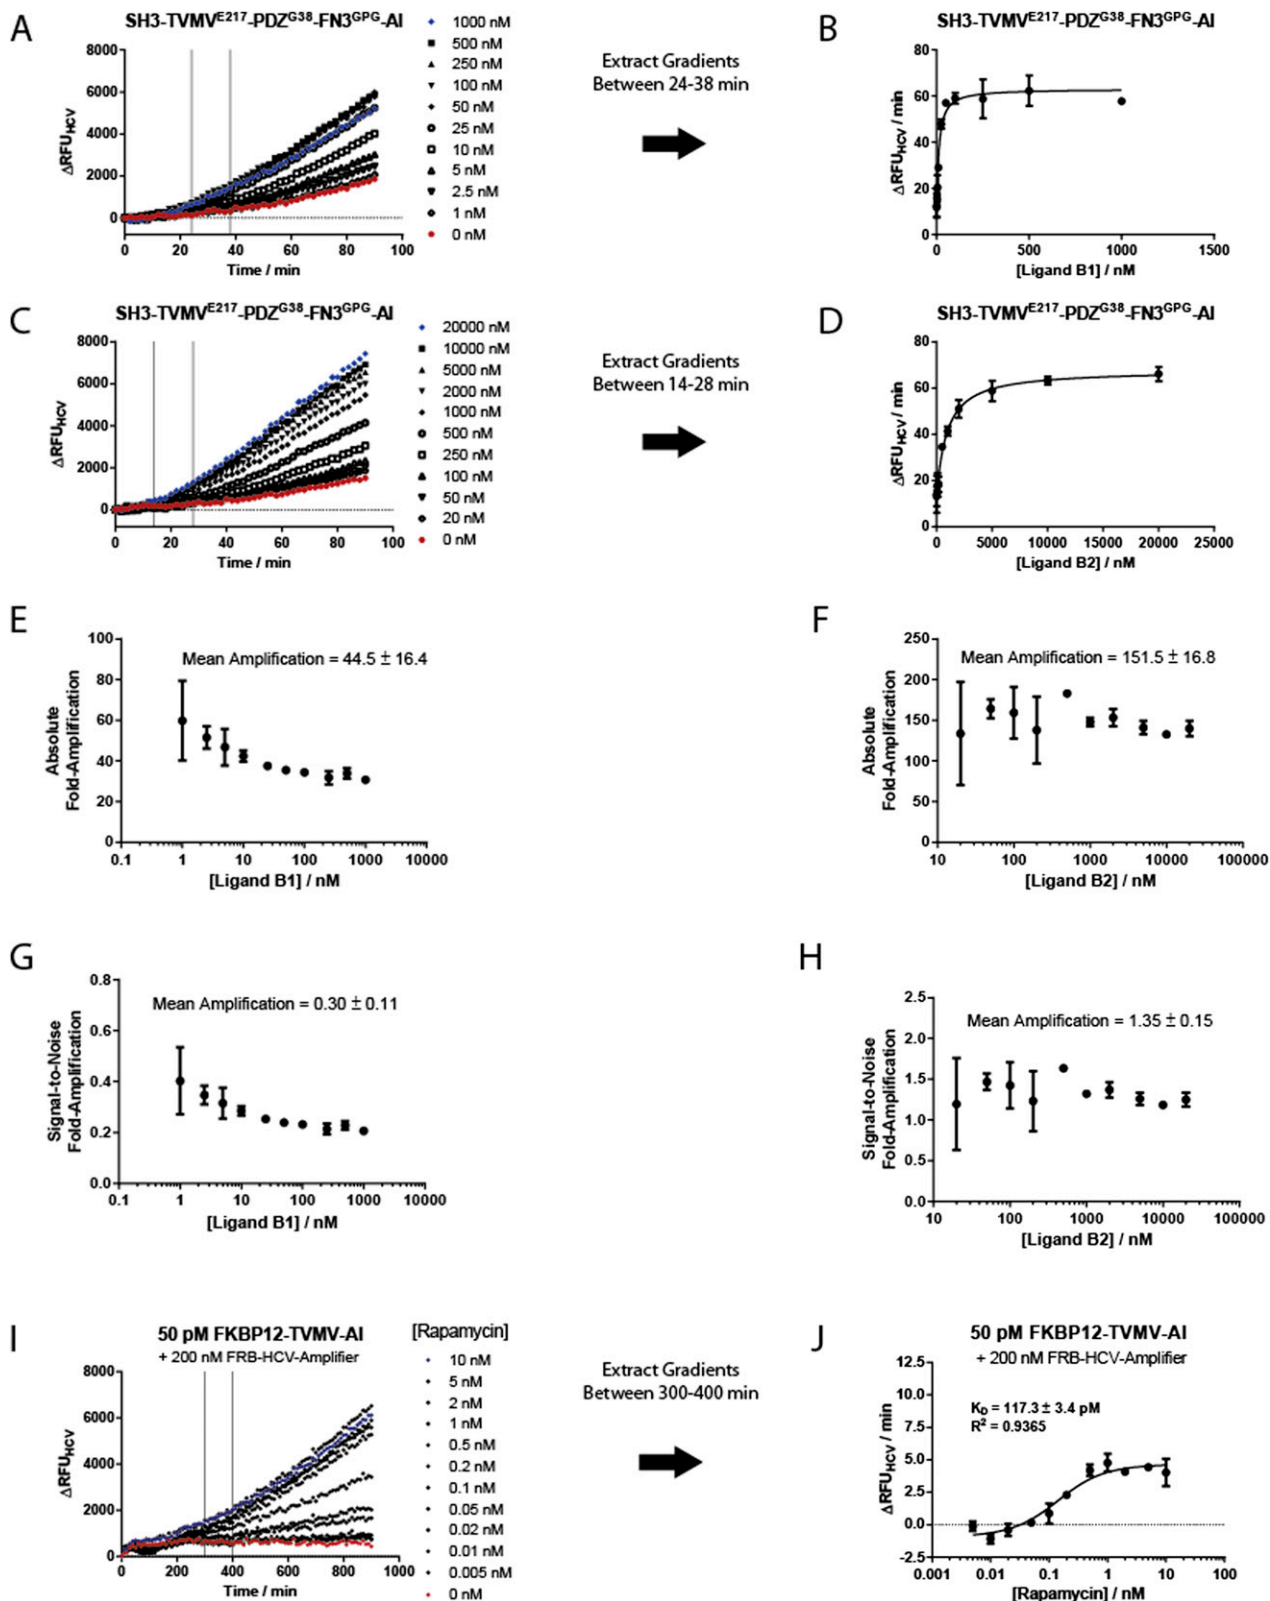 A
SH3-TVMV^E217-PDZ^G38-FN3^GPG-AI
ΔRFU_HCV
8000
6000
4000
2000
0
0 20 40 60 80 100
Time / min
1000 nM
500 nM
250 nM
100 nM
50 nM
25 nM
10 nM
5 nM
2.5 nM
1 nM
0 nM
Extract Gradients
Between 24-38 min
B
SH3-TVMV^E217-PDZ^G38-FN3^GPG-AI
ΔRFU_HCV / min
80
60
40
20
0
0 500 1000 1500
[Ligand B1] / nM
C
SH3-TVMV^E217-PDZ^G38-FN3^GPG-AI
ΔRFU_HCV
8000
6000
4000
2000
0
0 20 40 60 80 100
Time / min
20000 nM
10000 nM
5000 nM
2000 nM
1000 nM
500 nM
250 nM
100 nM
50 nM
20 nM
0 nM
Extract Gradients
Between 14-28 min
D
SH3-TVMV^E217-PDZ^G38-FN3^GPG-AI
ΔRFU_HCV / min
80
60
40
20
0
0 5000 10000 15000 20000 25000
[Ligand B2] / nM
E
Absolute
Fold-Amplification
Mean Amplification = 44.5 ± 16.4
100
80
60
40
20
0
0.1 1 10 100 1000 10000
[Ligand B1] / nM
F
Absolute
Fold-Amplification
Mean Amplification = 151.5 ± 16.8
250
200
150
100
50
0
10 100 1000 10000 100000
[Ligand B2] / nM
G
Signal-to-Noise
Fold-Amplification
Mean Amplification = 0.30 ± 0.11
0.8
0.6
0.4
0.2
0.0
0.1 1 10 100 1000 10000
[Ligand B1] / nM
H
Signal-to-Noise
Fold-Amplification
Mean Amplification = 1.35 ± 0.15
2.5
2.0
1.5
1.0
0.5
0.0
10 100 1000 10000 100000
[Ligand B2] / nM
I
50 pM FKBP12-TVMV-AI
+ 200 nM FRB-HCV-Amplifier
ΔRFU_HCV
8000
6000
4000
2000
0
0 200 400 600 800 1000
Time / min
[Rapamycin]
10 nM
5 nM
2 nM
1 nM
0.5 nM
0.2 nM
0.1 nM
0.05 nM
0.02 nM
0.01 nM
0.005 nM
0 nM
Extract Gradients
Between 300-400 min
J
50 pM FKBP12-TVMV-AI
+ 200 nM FRB-HCV-Amplifier
ΔRFU_HCV / min
K_D = 117.3 ± 3.4 pM
R² = 0.9365
12.5
10.0
7.5
5.0
2.5
0.0
-2.5
0.001 0.01 0.1 1 10 100
[Rapamycin] / nM